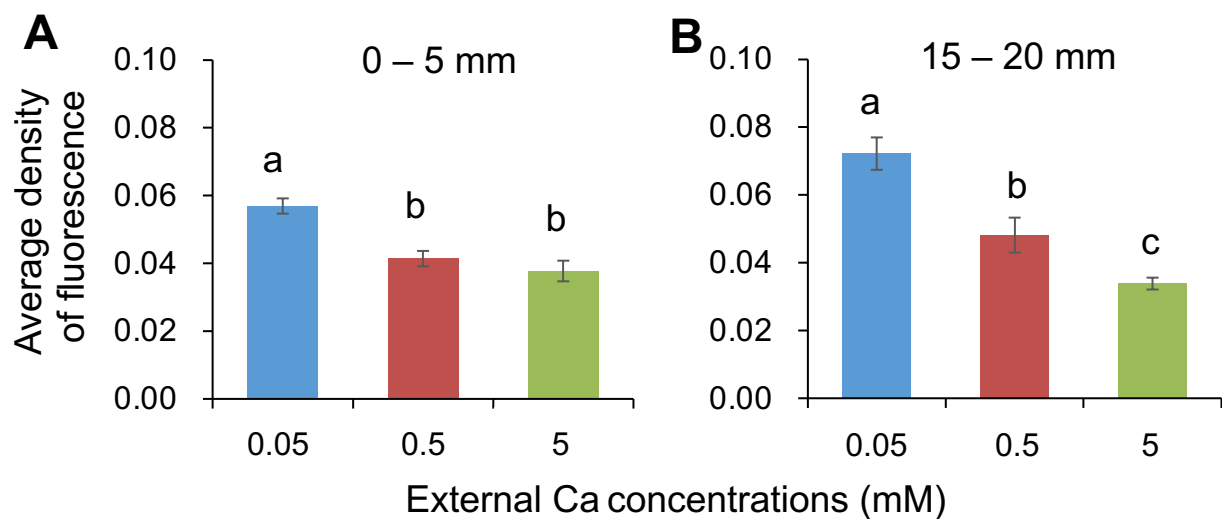 A
0 – 5 mm
Average density
of fluorescence
0.10
0.08
0.06
0.04
0.02
0.00
a
b
b
0.05
0.5
5
B
15 – 20 mm
0.10
0.08
0.06
0.04
0.02
0.00
a
b
c
0.05
0.5
5
External Ca concentrations (mM)